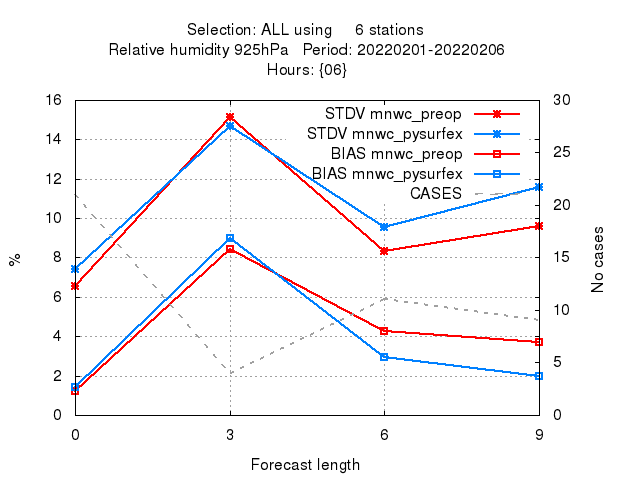 Selection: ALL using 6 stations
Relative humidity 925hPa Period: 20220201-20220206
Hours: {06}
16
14
12
10
8
6
4
2
0
30
25
20
15
10
5
0
STDV mnwc_preop
STDV mnwc_pysurfex
BIAS mnwc_preop
BIAS mnwc_pysurfex
CASES
%
No cases
0 3 6 9
Forecast length